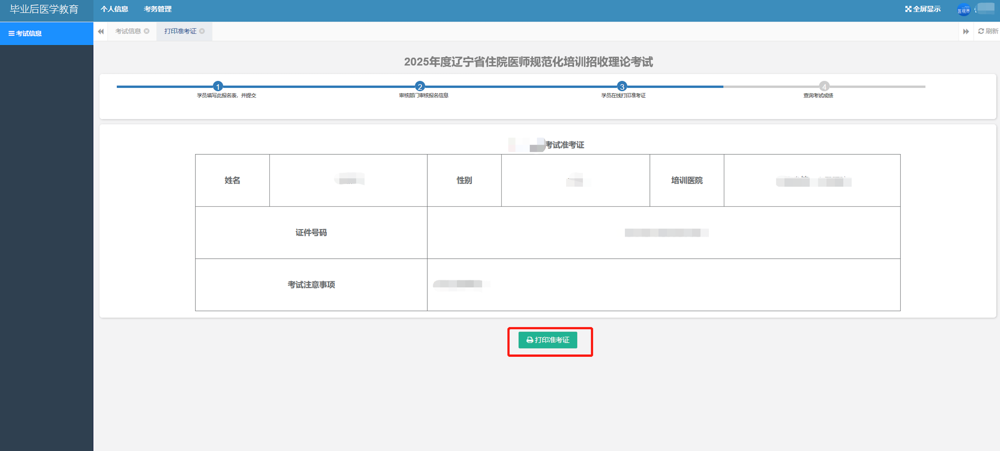 毕业后医学教育
个人信息 考务管理
全屏显示
医视界
考试信息
考试信息 打印准考证
刷新
2025年度辽宁省住院医师规范化培训招收理论考试
1 2 3 4
学员填写此报名表，并提交 审核部门审核报名信息 学员在线打印准考证 查询考试成绩
考试准考证
姓名 性别 培训医院
证件号码
考试注意事项
打印准考证